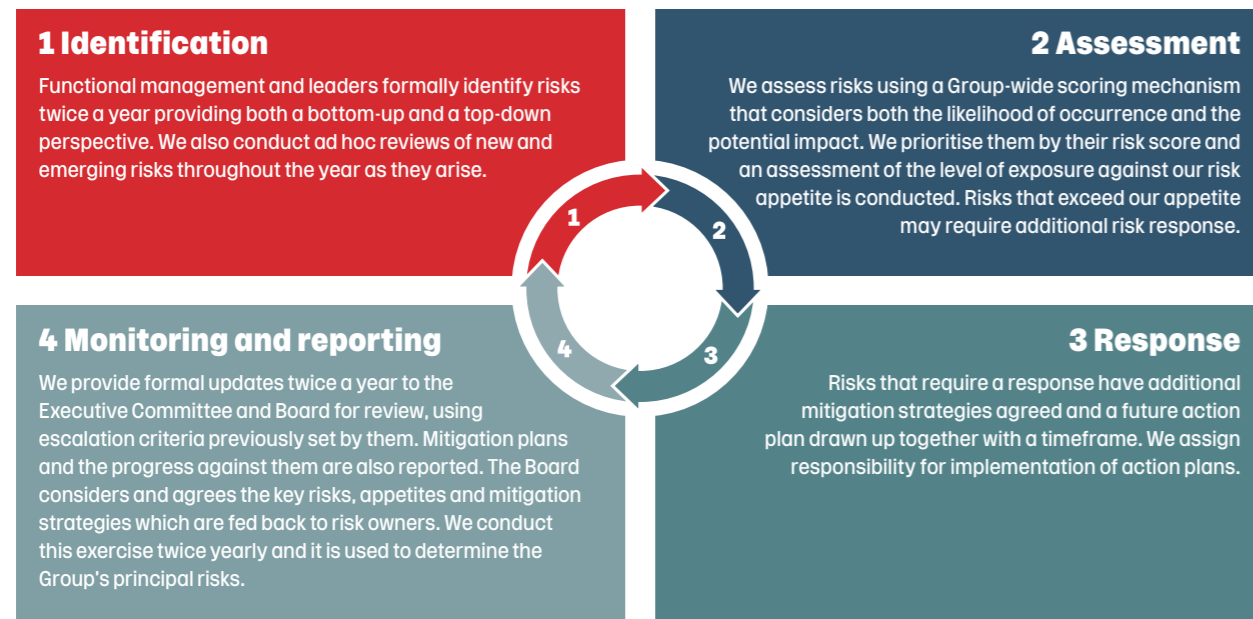 1 Identification
Functional management and leaders formally identify risks
twice a year providing both a bottom-up and a top-down
perspective. We also conduct ad hoc reviews of new and
emerging risks throughout the year as they arise.
2 Assessment
We assess risks using a Group-wide scoring mechanism
that considers both the likelihood of occurrence and the
potential impact. We prioritise them by their risk score and
an assessment of the level of exposure against our risk
appetite is conducted. Risks that exceed our appetite
may require additional risk response.
1
2
3
4
3 Response
Risks that require a response have additional
mitigation strategies agreed and a future action
plan drawn up together with a timeframe. We assign
responsibility for implementation of action plans.
4 Monitoring and reporting
We provide formal updates twice a year to the
Executive Committee and Board for review, using
escalation criteria previously set by them. Mitigation plans
and the progress against them are also reported. The Board
considers and agrees the key risks, appetites and mitigation
strategies which are fed back to risk owners. We conduct
this exercise twice yearly and it is used to determine the
Group's principal risks.